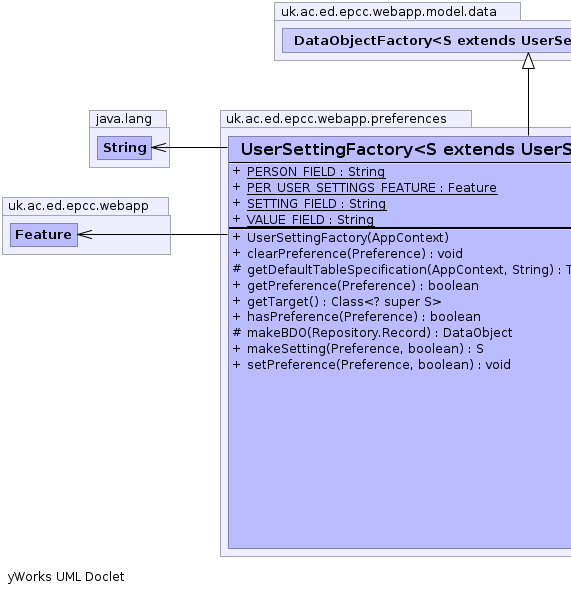 uk.ac.ed.epcc.webapp.model.data
DataObjectFactory<S extends
java.lang
String
uk.ac.ed.epcc.webapp.preferences
UserSettingFactory<S extends
+ PERSON_FIELD : String
+ PER_USER_SETTINGS_FEATURE : Feature
+ SETTING_FIELD : String
+ VALUE_FIELD : String
uk.ac.ed.epcc.webapp
Feature
+ UserSettingFactory(AppContext)
+ clearPreference(Preference) : void
# getDefaultTableSpecification(AppContext, String) :
+ getPreference(Preference) : boolean
+ getTarget() : Class<? super S>
+ hasPreference(Preference) : boolean
# makeBDO(Repository.Record) : DataObject
+ makeSetting(Preference, boolean) : S
+ setPreference(Preference, boolean) : void
yWorks UML Doclet